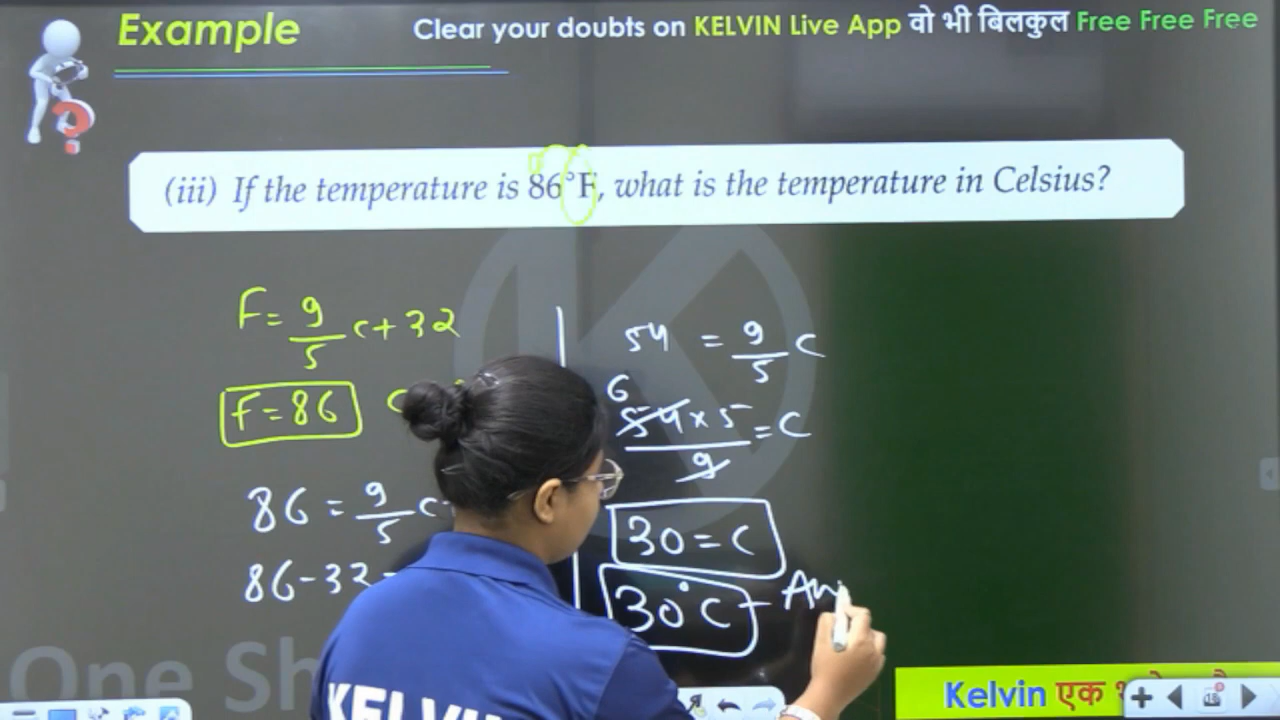 Example
Clear your doubts on KELVIN Live App वो भी बिलकुल Free Free Free
(iii) If the temperature is 86°F, what is the temperature in Celsius?
F = 9/5 C + 32
F = 86
86 = 9/5 C
86 - 32 =
54 = 9/5 C
6
54 × 5 / 9 = C
30 = C
30°C - An
One Sh
KELVIN
Kelvin एक